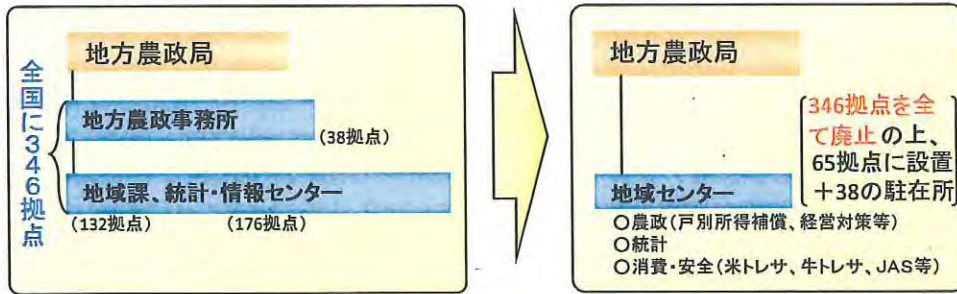 全国に346拠点
地方農政局
地方農政事務所
(38拠点)
地域課、統計・情報センター
(132拠点)
(176拠点)
地方農政局
346拠点を全
て廃止の上、
65拠点に設置
＋38の駐在所
地域センター
○農政(戸別所得補償、経営対策等)
○統計
○消費・安全(米トレサ、牛トレサ、JAS等)